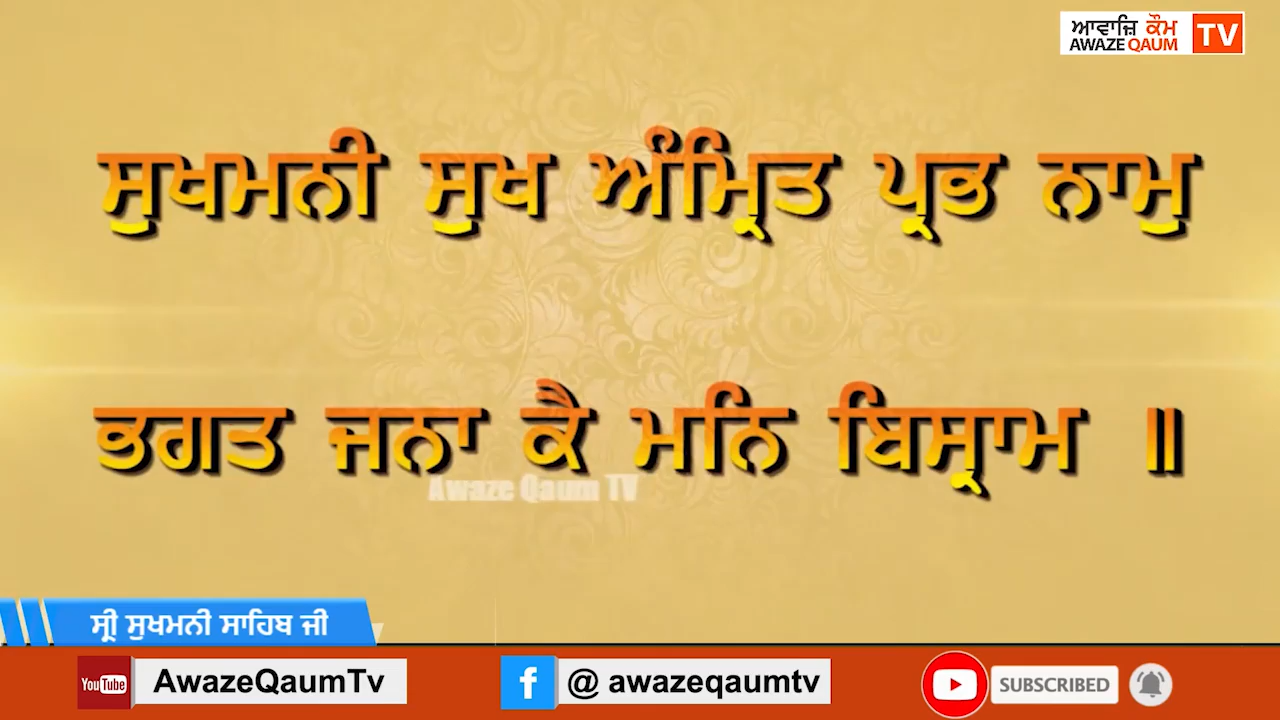 ਆਵਾਜ਼ਿ ਕੌਮ
AWAZE QAUM TV
ਸੁਖਮਨੀ ਸੁਖ ਅੰਮ੍ਰਿਤ ਪ੍ਰਭ ਨਾਮੁ
ਭਗਤ ਜਨਾ ਕੈ ਮਨਿ ਬਿਸ੍ਰਾਮ ॥
Awaze Qaum TV
ਸ੍ਰੀ ਸੁਖਮਨੀ ਸਾਹਿਬ ਜੀ
YouTube AwazeQaumTv f @ awazeqaumtv SUBSCRIBED